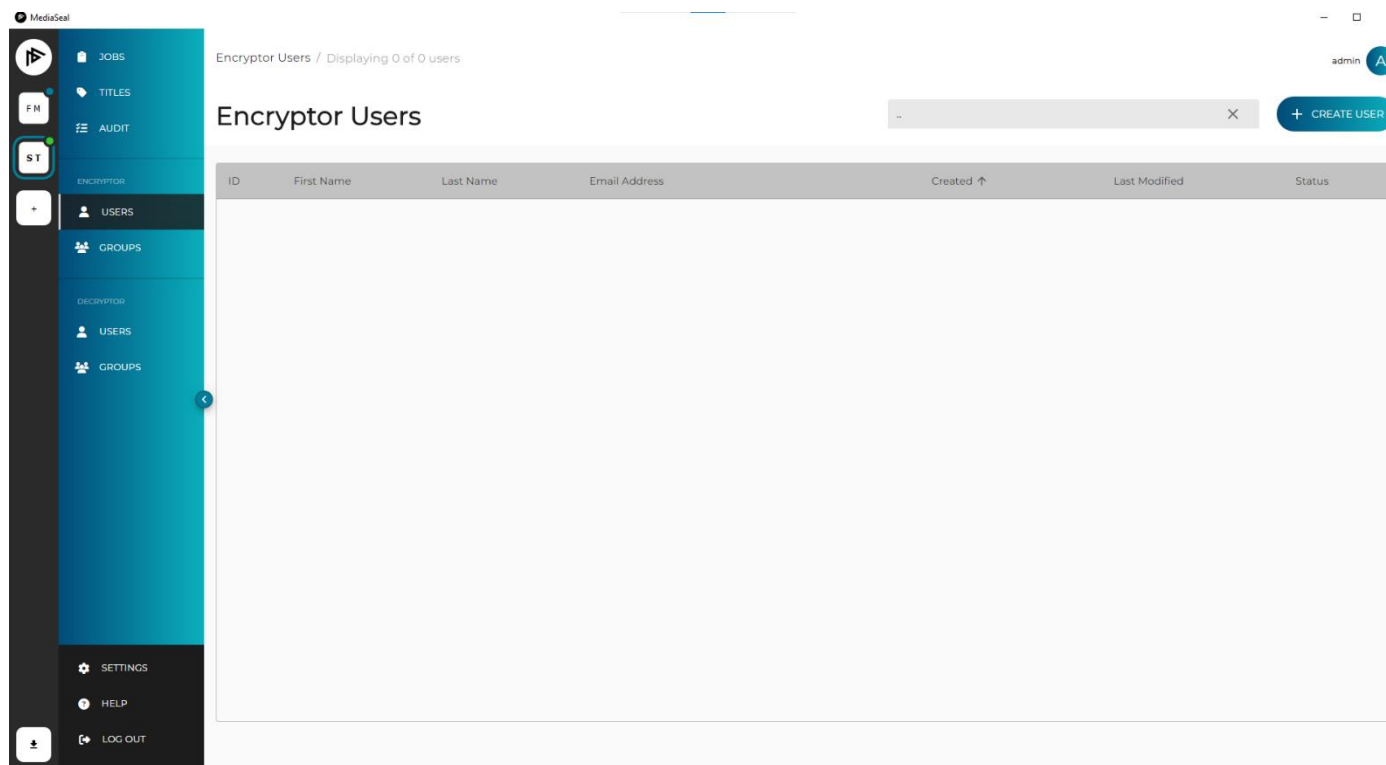 MediaSeal
JOBS
TITLES
AUDIT
ENCRYPTOR
USERS
GROUPS
DECRYPTOR
USERS
GROUPS
SETTINGS
HELP
LOG OUT
FM
ST
+
Encryptor Users / Displaying 0 of 0 users
admin A
Encryptor Users
..
+ CREATE USER
ID First Name Last Name Email Address Created ↑ Last Modified Status